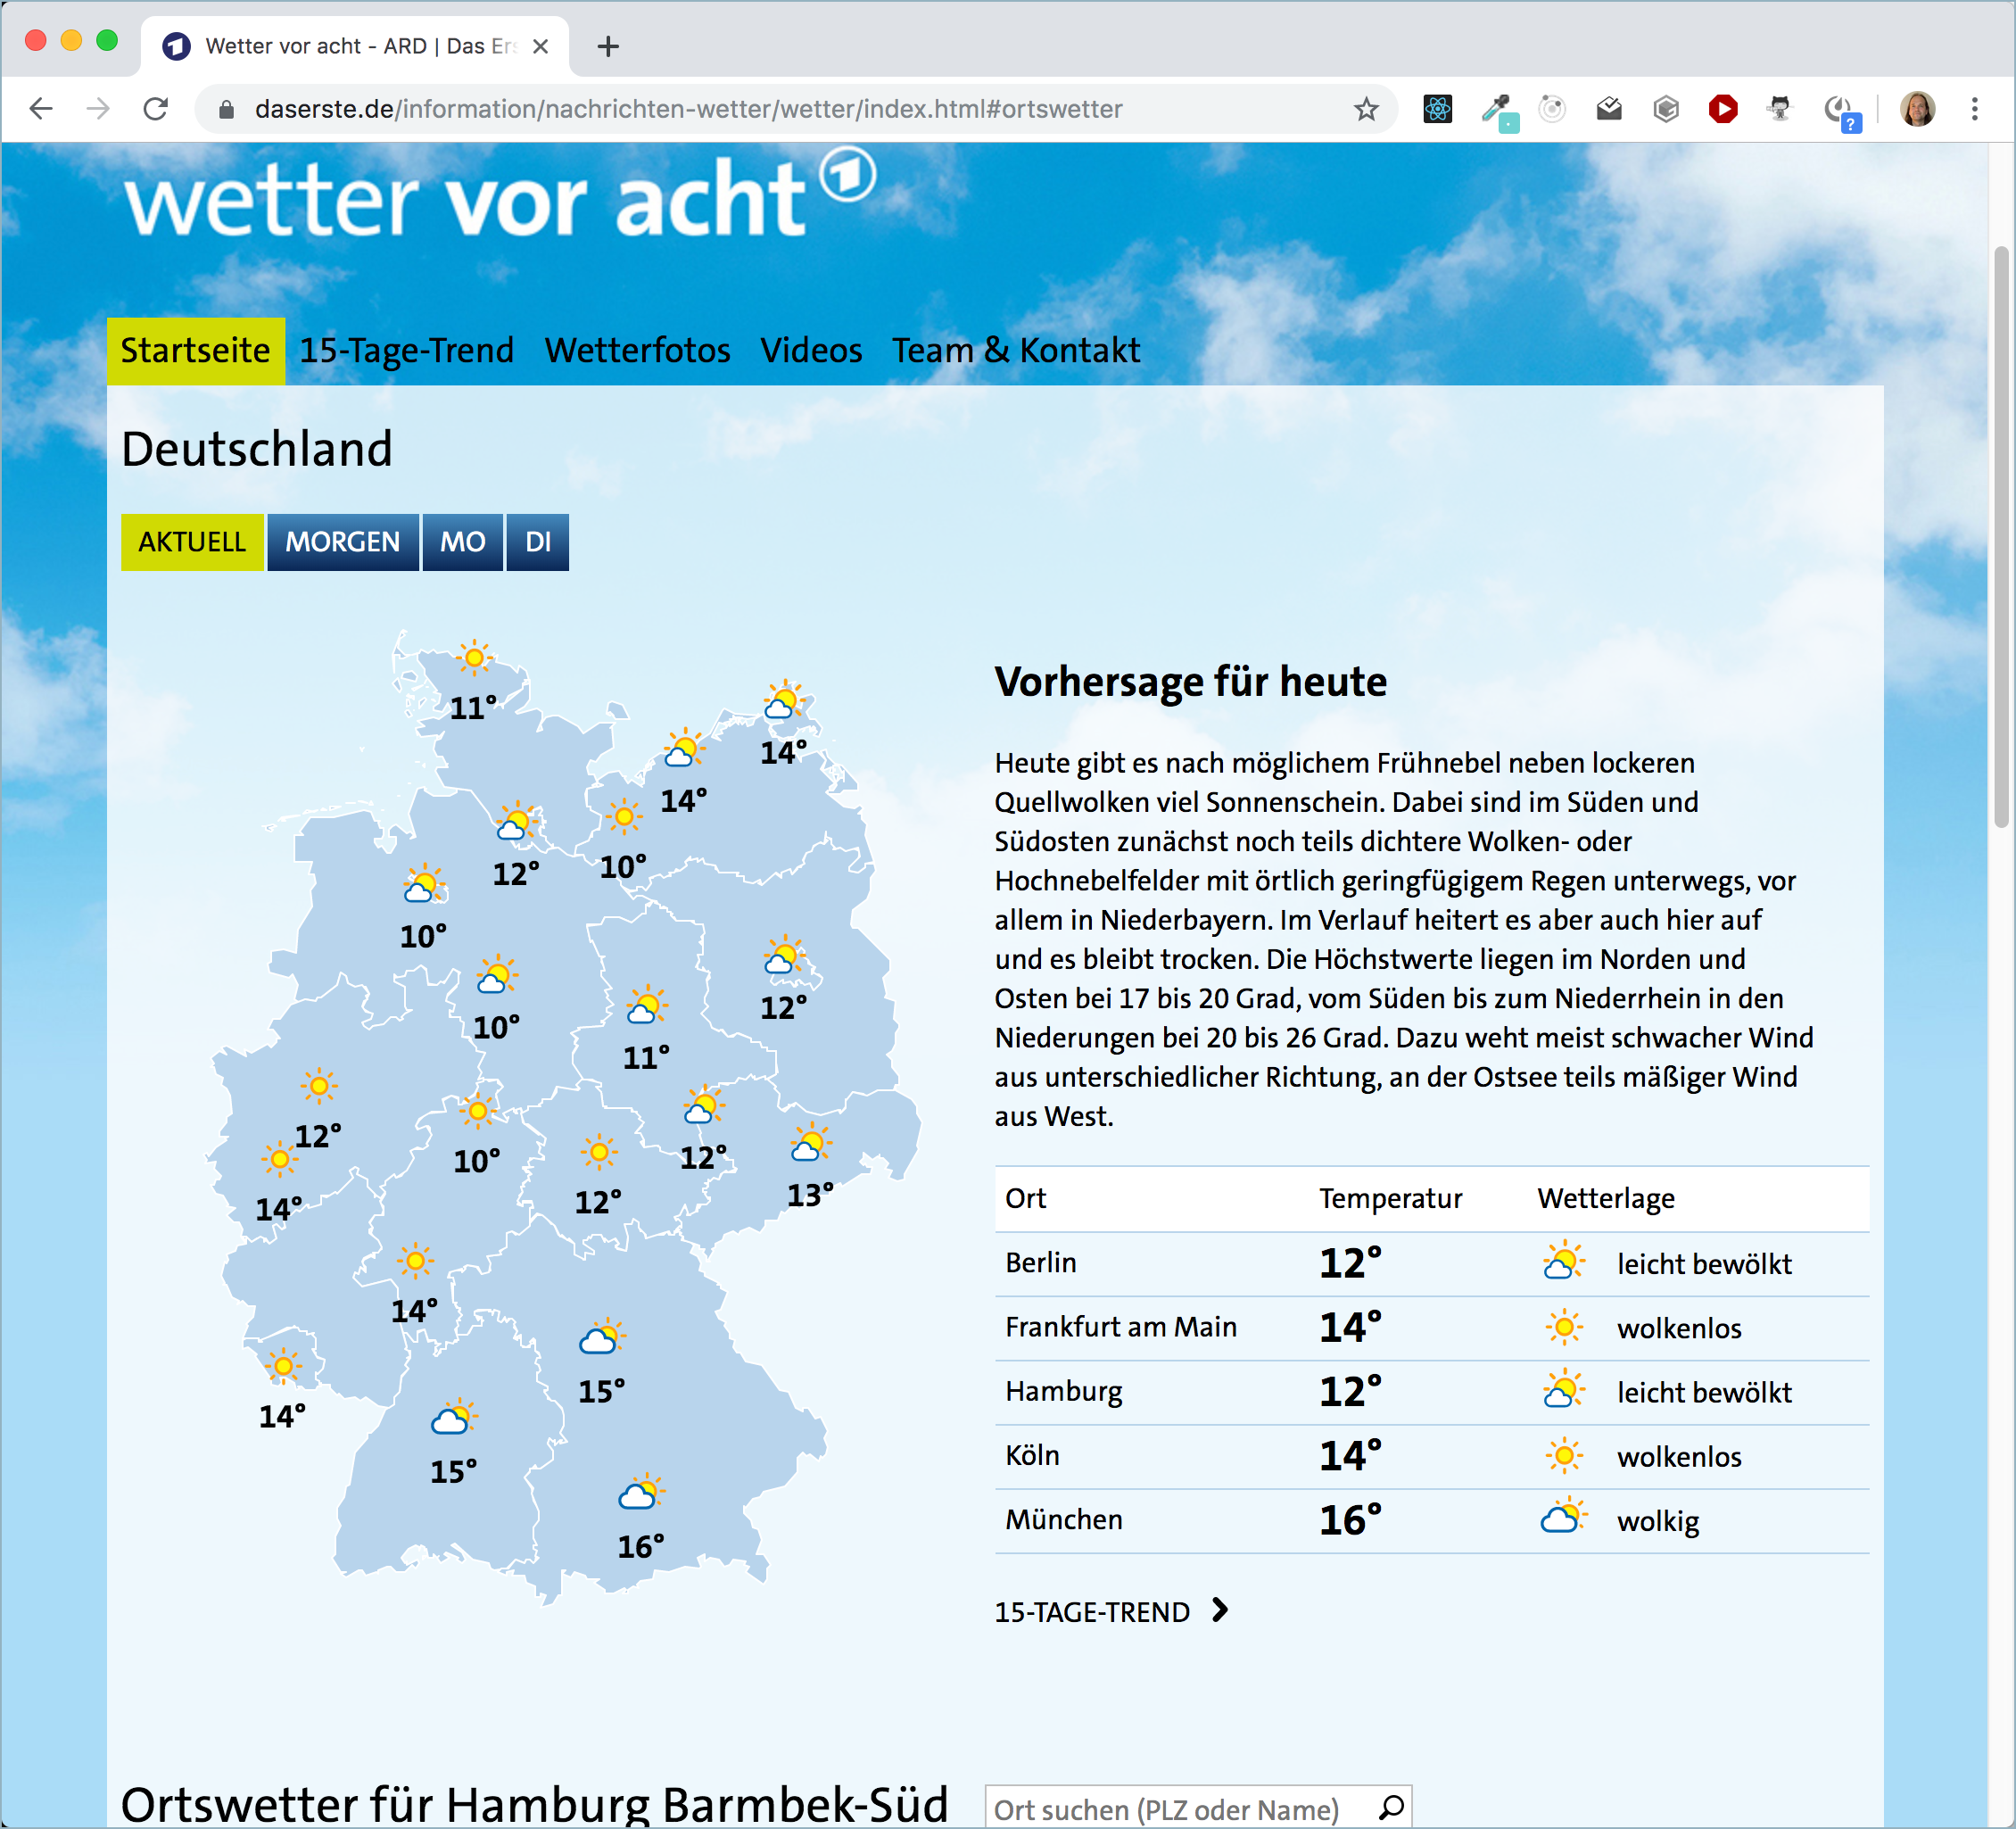 Wetter vor acht - ARD | Das Ers
daserste.de/information/nachrichten-wetter/wetter/index.html#ortswetter
?
wetter vor acht 1
Startseite 15-Tage-Trend Wetterfotos Videos Team & Kontakt
Deutschland
AKTUELL MORGEN MO DI
11°
14°
14°
12°
10°
10°
10°
12°
11°
12°
10°
12°
12°
13°
14°
14°
15°
14°
15°
16°
Vorhersage für heute
Heute gibt es nach möglichem Frühnebel neben lockeren
Quellwolken viel Sonnenschein. Dabei sind im Süden und
Südosten zunächst noch teils dichtere Wolken- oder
Hochnebelfelder mit örtlich geringfügigem Regen unterwegs, vor
allem in Niederbayern. Im Verlauf heitert es aber auch hier auf
und es bleibt trocken. Die Höchstwerte liegen im Norden und
Osten bei 17 bis 20 Grad, vom Süden bis zum Niederrhein in den
Niederungen bei 20 bis 26 Grad. Dazu weht meist schwacher Wind
aus unterschiedlicher Richtung, an der Ostsee teils mäßiger Wind
aus West.
Ort Temperatur Wetterlage
Berlin 12° leicht bewölkt
Frankfurt am Main 14° wolkenlos
Hamburg 12° leicht bewölkt
Köln 14° wolkenlos
München 16° wolkig
15-TAGE-TREND
Ortswetter für Hamburg Barmbek-Süd
Ort suchen (PLZ oder Name)